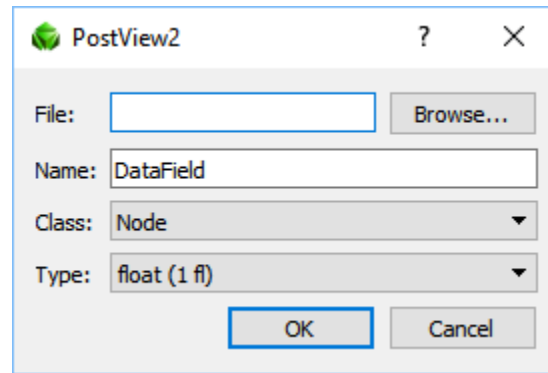 PostView2 ?
File: Browse...
Name: DataField
Class: Node
Type: float (1 fl)
OK Cancel